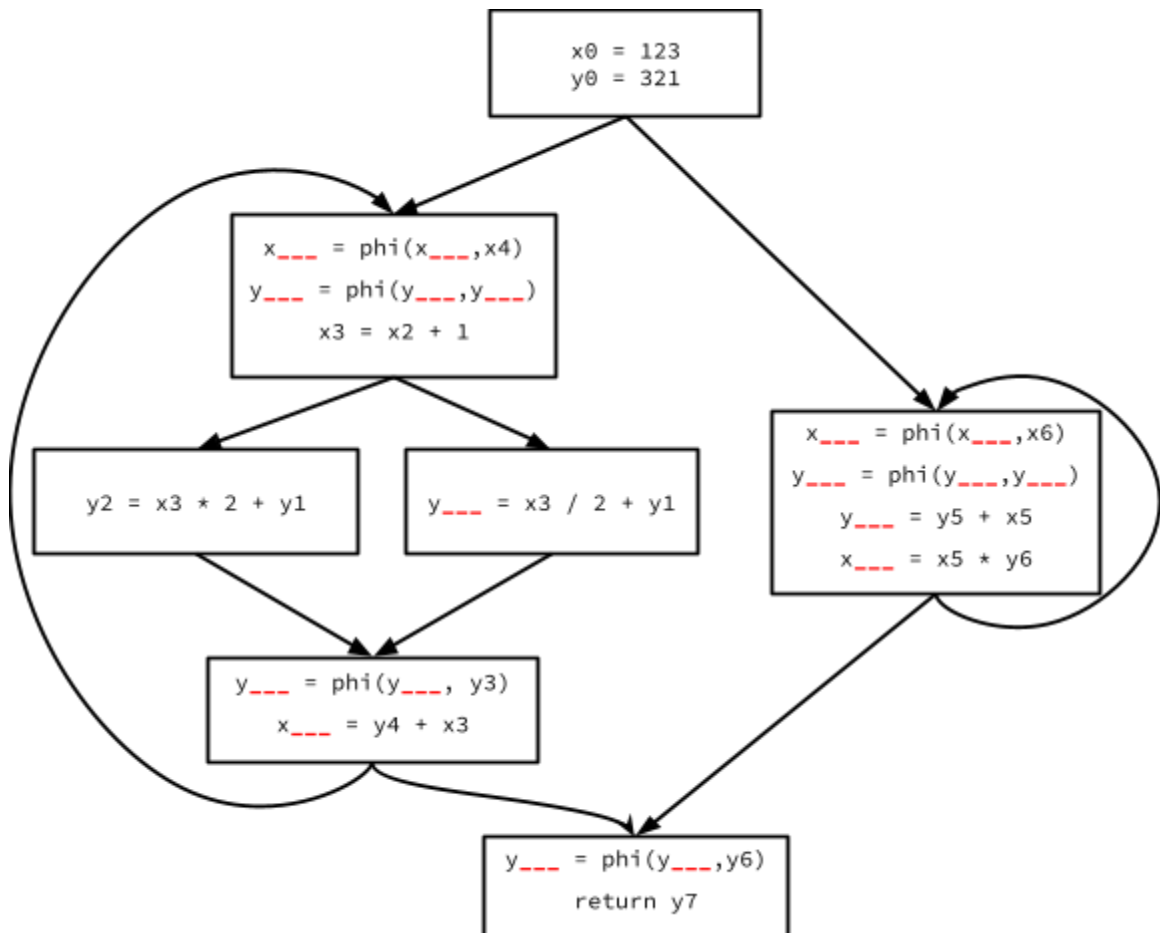 x0 = 123
y0 = 321
x___ = phi(x___,x4)
y___ = phi(y___,y___)
x3 = x2 + 1
y2 = x3 * 2 + y1
y___ = x3 / 2 + y1
y___ = phi(y___, y3)
x___ = y4 + x3
x___ = phi(x___,x6)
y___ = phi(y___,y___)
y___ = y5 + x5
x___ = x5 * y6
y___ = phi(y___,y6)
return y7